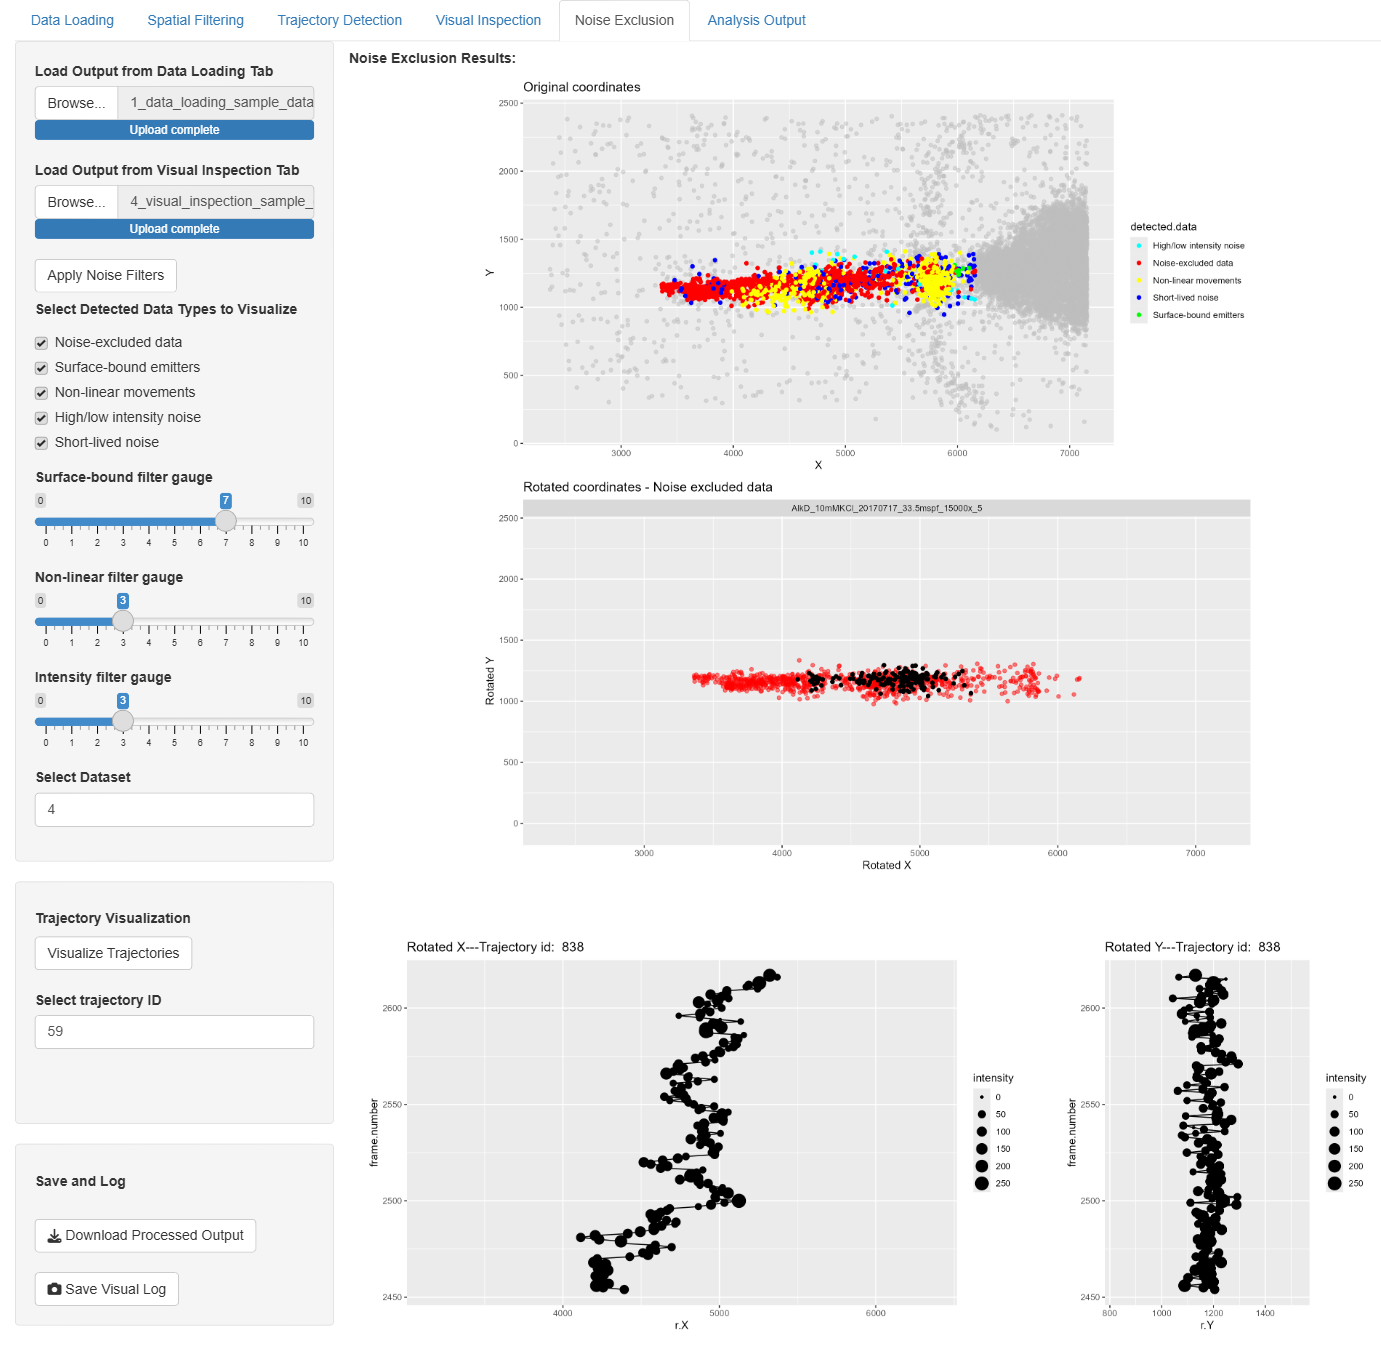 Data Loading Spatial Filtering Trajectory Detection Visual Inspection Noise Exclusion Analysis Output
Load Output from Data Loading Tab
Browse... 1_data_loading_sample_data
Upload complete
Load Output from Visual Inspection Tab
Browse... 4_visual_inspection_sample_
Upload complete
Apply Noise Filters
Select Detected Data Types to Visualize
Noise-excluded data
Surface-bound emitters
Non-linear movements
High/low intensity noise
Short-lived noise
Surface-bound filter gauge
0 7 10
0 1 2 3 4 5 6 7 8 9 10
Non-linear filter gauge
0 3 10
0 1 2 3 4 5 6 7 8 9 10
Intensity filter gauge
0 3 10
0 1 2 3 4 5 6 7 8 9 10
Select Dataset
4
Trajectory Visualization
Visualize Trajectories
Select trajectory ID
59
Save and Log
Download Processed Output
Save Visual Log
Noise Exclusion Results:
Original coordinates
2500
2000
1500
1000
500
0
Y
3000 4000 5000 6000 7000
X
detected.data
High/low intensity noise
Noise-excluded data
Non-linear movements
Short-lived noise
Surface-bound emitters
Rotated coordinates - Noise excluded data
AlkD_10mMKCl_20170717_33.5mspf_15000x_5
2500
2000
1500
1000
500
0
Rotated Y
3000 4000 5000 6000 7000
Rotated X
Rotated X---Trajectory id: 838
2600
2550
2500
2450
frame.number
4000 5000 6000
r.X
intensity
0
50
100
150
200
250
Rotated Y---Trajectory id: 838
2600
2550
2500
2450
frame.number
800 1000 1200 1400
r.Y
intensity
0
50
100
150
200
250